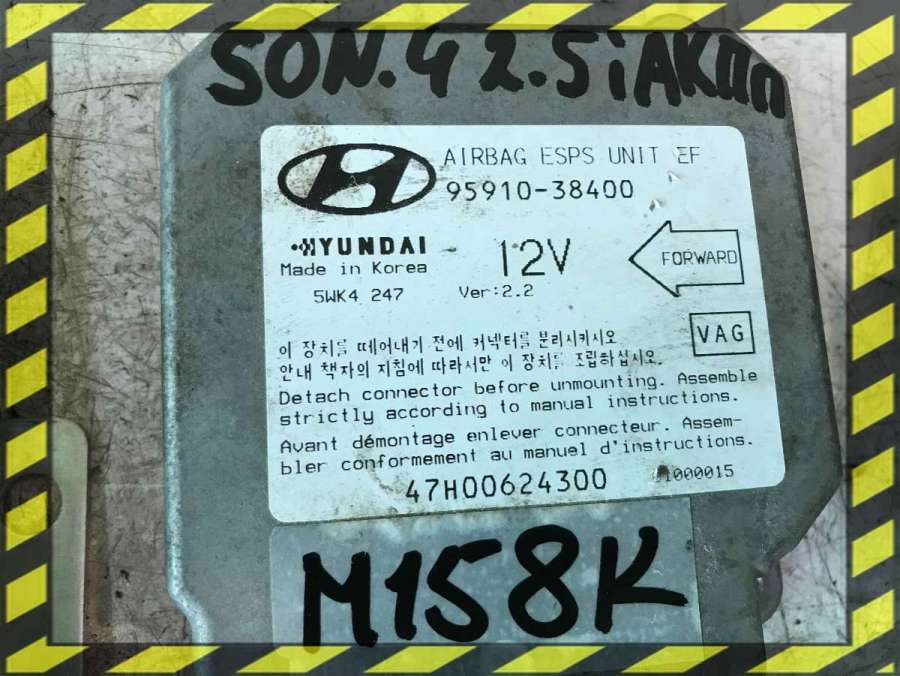 SON.4 2.5i АКПП
AIRBAG ESPS UNIT EF
95910-38400
HYUNDAI
12V
FORWARD
Made in Korea
5WK4 247
Ver:2.2
VAG
이 장치를 떼어내기 전에 커넥터를 분리시키시오
안내 책자의 지침에 따라서만 이 장치를 조립하십시오.
Detach connector before unmounting. Assemble
strictly according to manual instructions.
Avant démontage enlever connecteur. Assem-
bler conformement au manuel d'instructions.
47H00624300
M158K